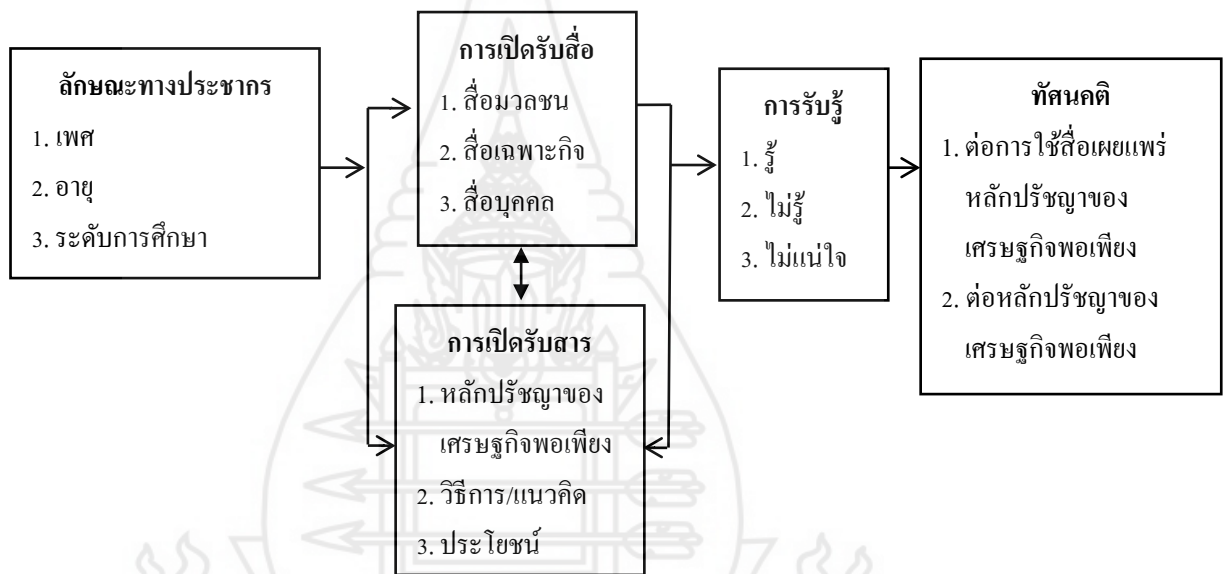 ลักษณะทางประชากร
1. เพศ
2. อายุ
3. ระดับการศึกษา
การเปิดรับสื่อ
1. สื่อมวลชน
2. สื่อเฉพาะกิจ
3. สื่อบุคคล
การเปิดรับสาร
1. หลักปรัชญาของ
เศรษฐกิจพอเพียง
2. วิธีการ/แนวคิด
3. ประโยชน์
การรับรู้
1. รู้
2. ไม่รู้
3. ไม่แน่ใจ
ทัศนคติ
1. ต่อการใช้สื่อเผยแพร่
หลักปรัชญาของ
เศรษฐกิจพอเพียง
2. ต่อหลักปรัชญาของ
เศรษฐกิจพอเพียง